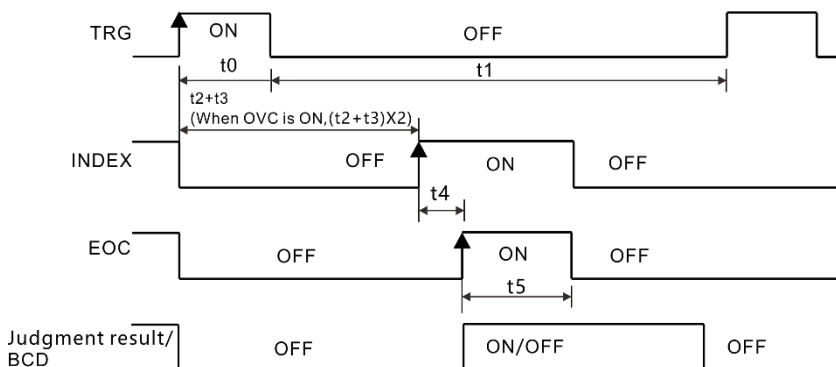 TRG ON OFF
t0 t1
t2+t3
(When OVC is ON,(t2+t3)X2)
INDEX OFF ON OFF
t4
EOC OFF ON OFF
t5
Judgment result/
BCD OFF ON/OFF OFF